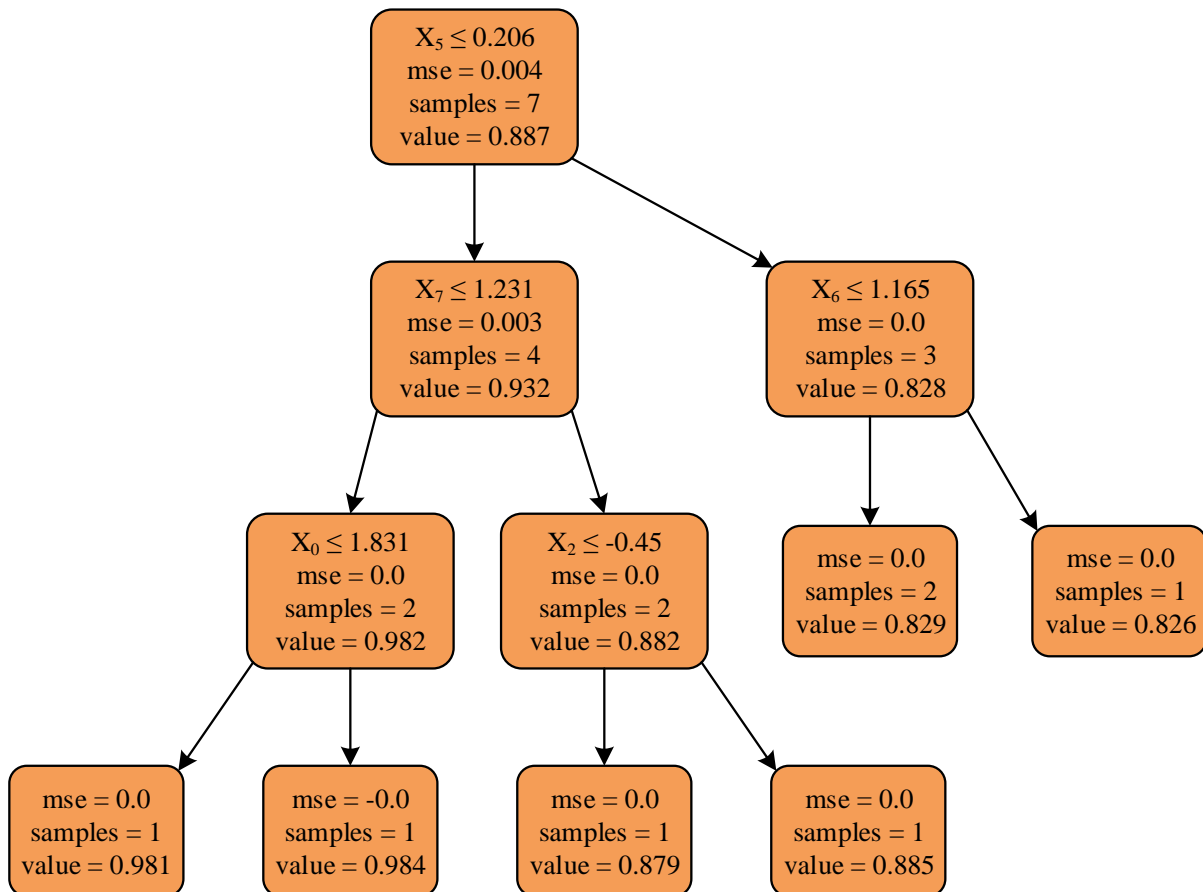 X₅ ≤ 0.206
mse = 0.004
samples = 7
value = 0.887
X₇ ≤ 1.231
mse = 0.003
samples = 4
value = 0.932
X₆ ≤ 1.165
mse = 0.0
samples = 3
value = 0.828
X₀ ≤ 1.831
mse = 0.0
samples = 2
value = 0.982
X₂ ≤ -0.45
mse = 0.0
samples = 2
value = 0.882
mse = 0.0
samples = 2
value = 0.829
mse = 0.0
samples = 1
value = 0.826
mse = 0.0
samples = 1
value = 0.981
mse = -0.0
samples = 1
value = 0.984
mse = 0.0
samples = 1
value = 0.879
mse = 0.0
samples = 1
value = 0.885